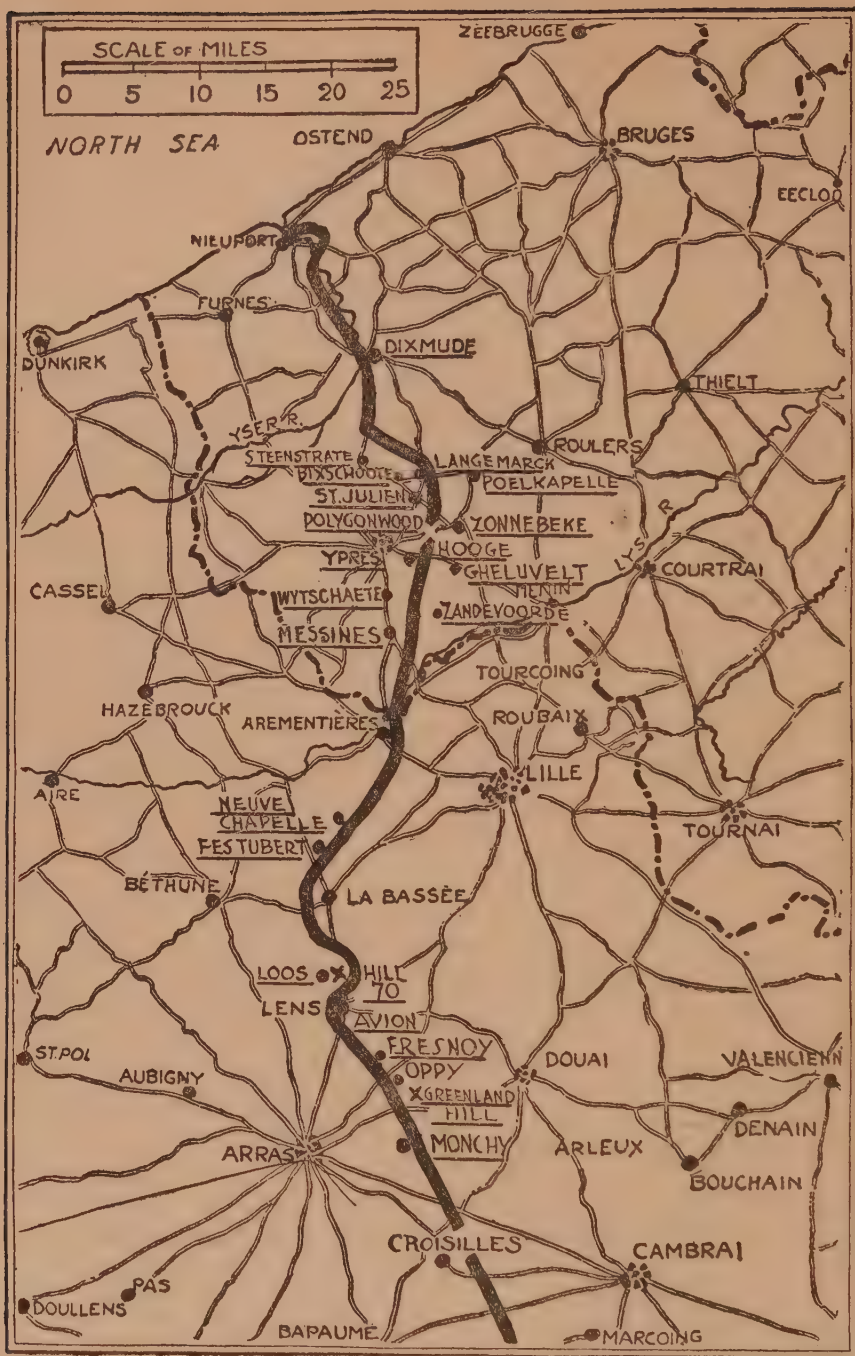 SCALE OF MILES
0 5 10 15 20 25
NORTH SEA
ZEEBRUGGE
OSTEND
BRUGES
EECLOO
NIEUPORT
FURNES
DUNKIRK
DIXMUDE
THIELT
YSER R.
STEENSTRATE
BIXSCHOOTE
LANGEMARCK
ROULERS
POELKAPELLE
ST. JULIEN
POLYGONWOOD
ZONNEBEKE
YPRES
HOOGE
LYS R.
GHELUVELT
COURTRAI
CASSEL
WYTSCHAETE
MENIN
ZANDEVOORDE
MESSINES
TOURCOING
HAZEBROUCK
AREMENTIÈRES
ROUBAIX
AIRE
LILLE
NEUVE
CHAPELLE
TOURNAI
FESTUBERT
BÉTHUNE
LA BASSÉE
LOOS
X HILL
70
LENS
AVION
FRESNOY
ST. POL
OPPY
DOUAI
VALENCIENN
AUBIGNY
X GREENLAND
HILL
DENAIN
ARRAS
MONCHY
ARLEUX
BOUCHAIN
CROISILLES
CAMBRAI
PAS
DOULLENS
BAPAUME
MARCOING